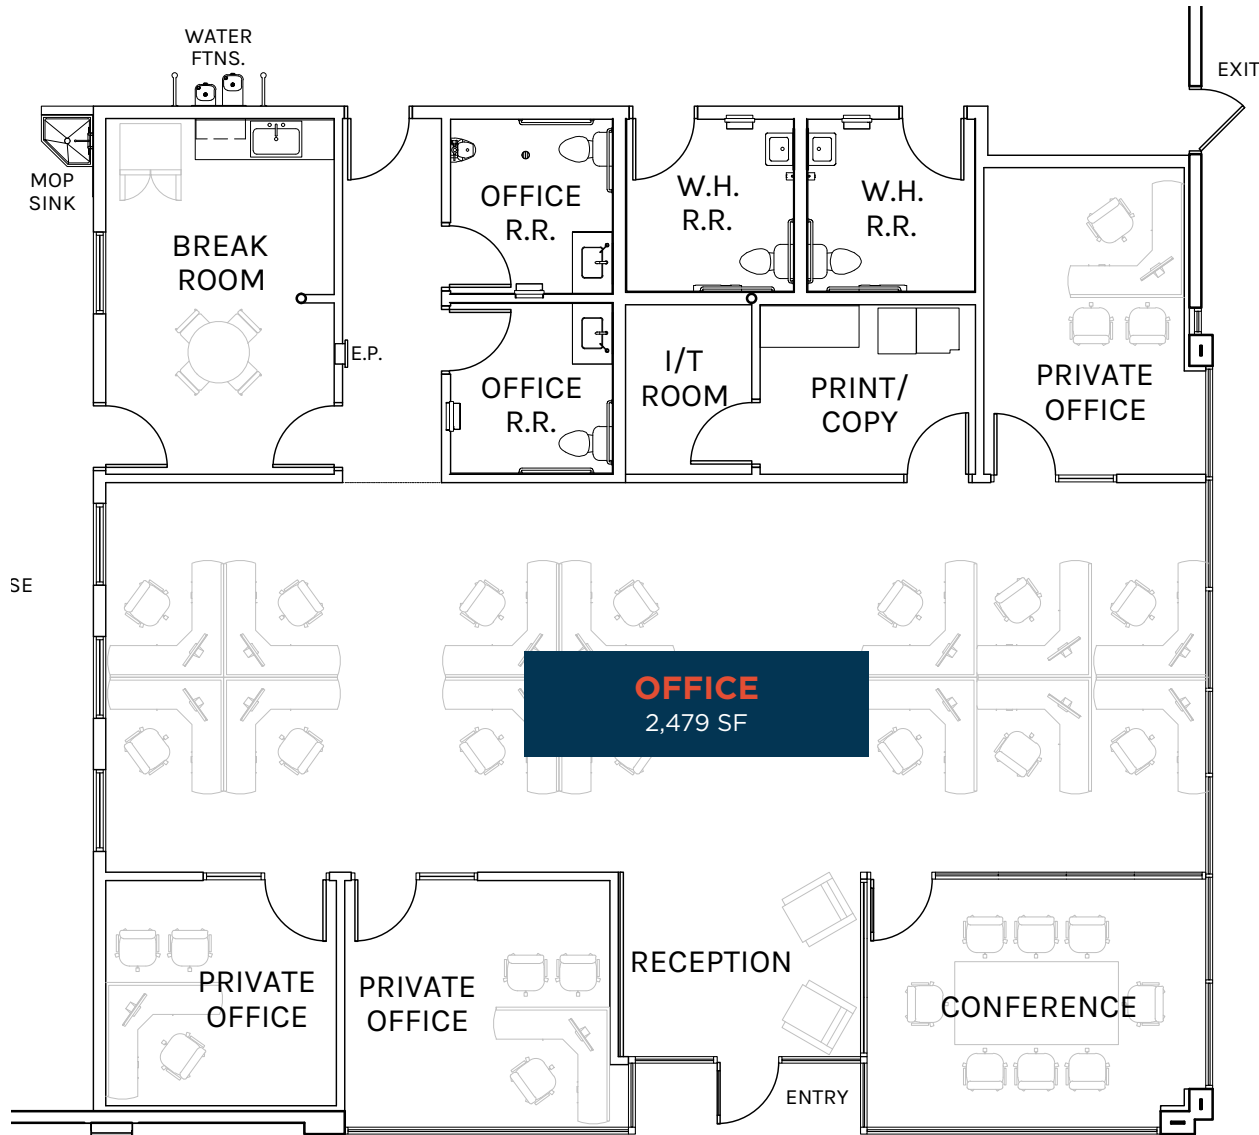 WATER
FTNS.
EXIT
MOP
SINK
BREAK
ROOM
OFFICE
R.R.
W.H.
R.R.
W.H.
R.R.
E.P.
OFFICE
R.R.
I/T
ROOM
PRINT/
COPY
PRIVATE
OFFICE
SE
OFFICE
2,479 SF
PRIVATE
OFFICE
PRIVATE
OFFICE
RECEPTION
CONFERENCE
ENTRY